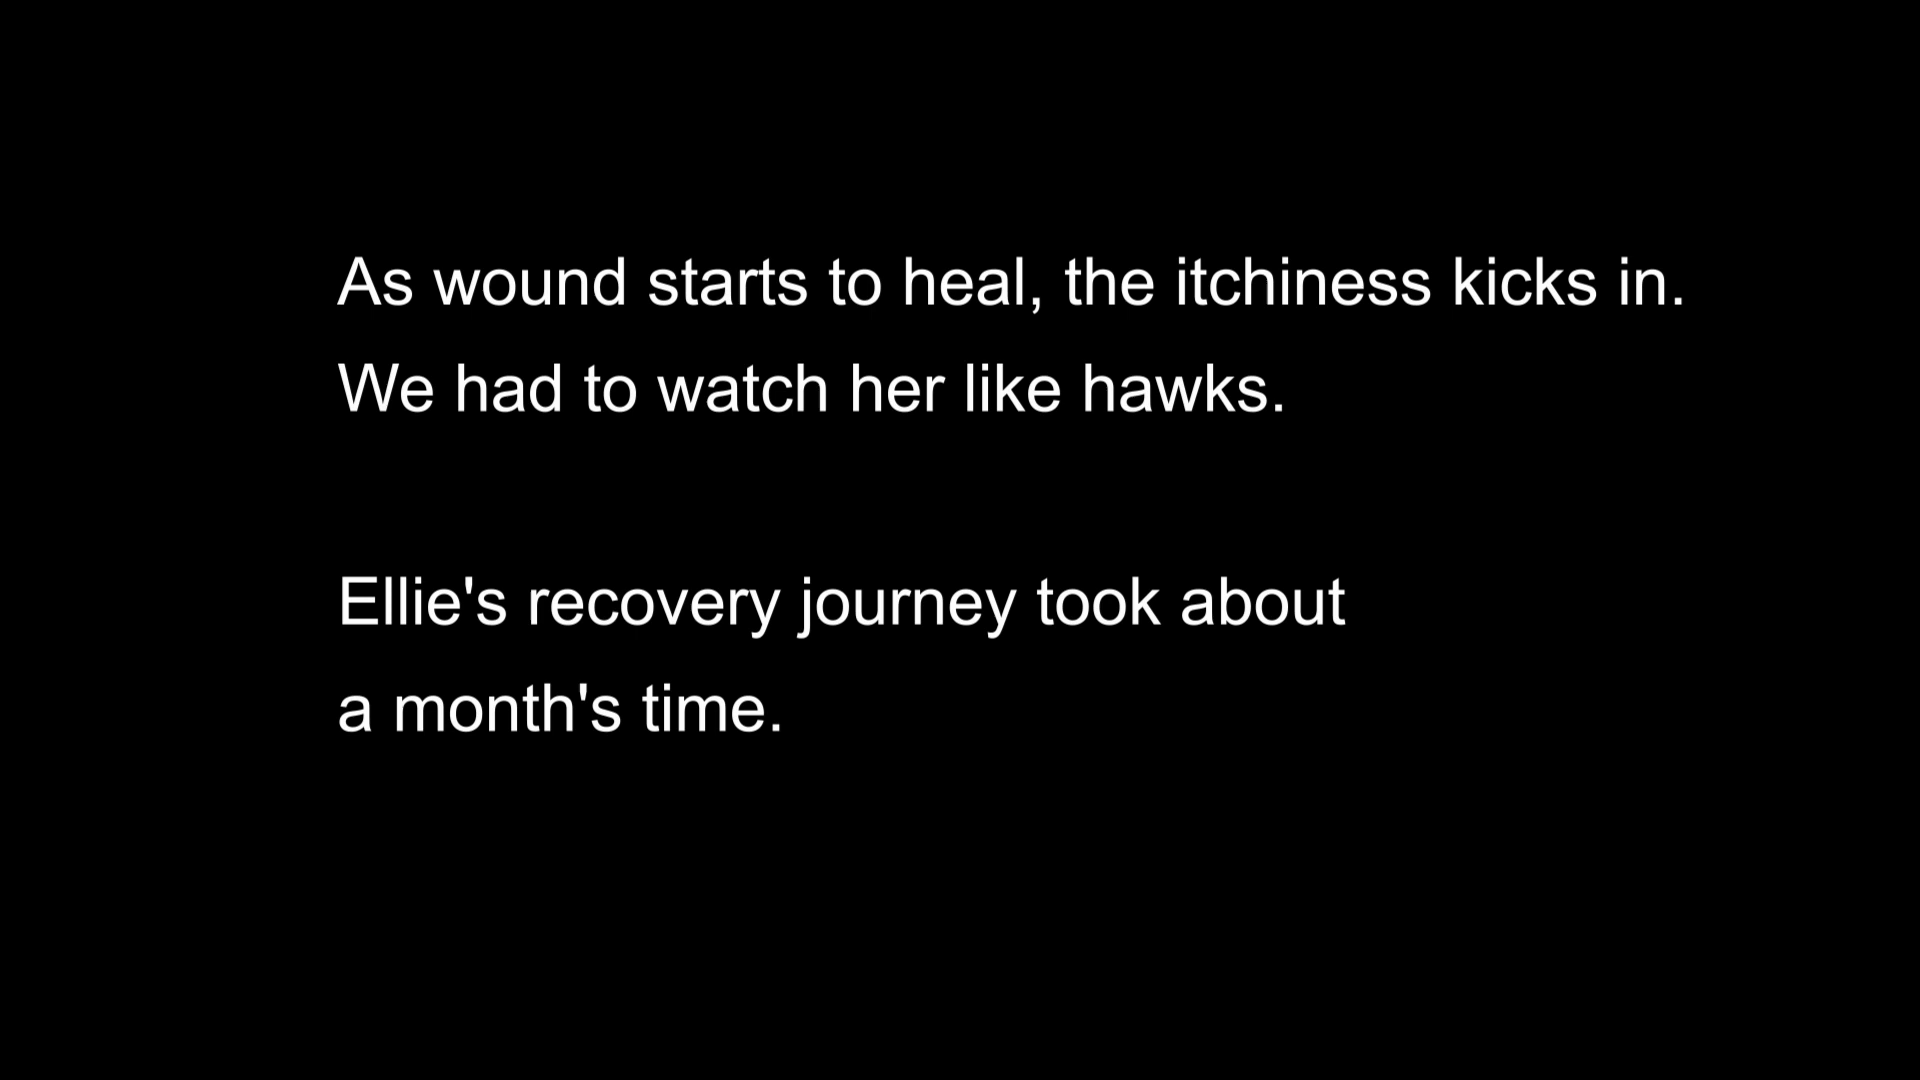 As wound starts to heal, the itchiness kicks in.
We had to watch her like hawks.
Ellie's recovery journey took about
a month's time.